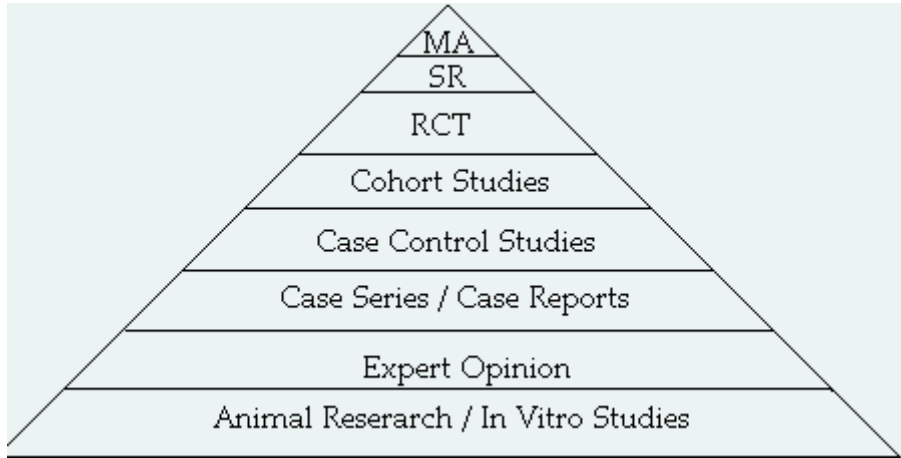 MA
SR
RCT
Cohort Studies
Case Control Studies
Case Series / Case Reports
Expert Opinion
Animal Reserarch / In Vitro Studies